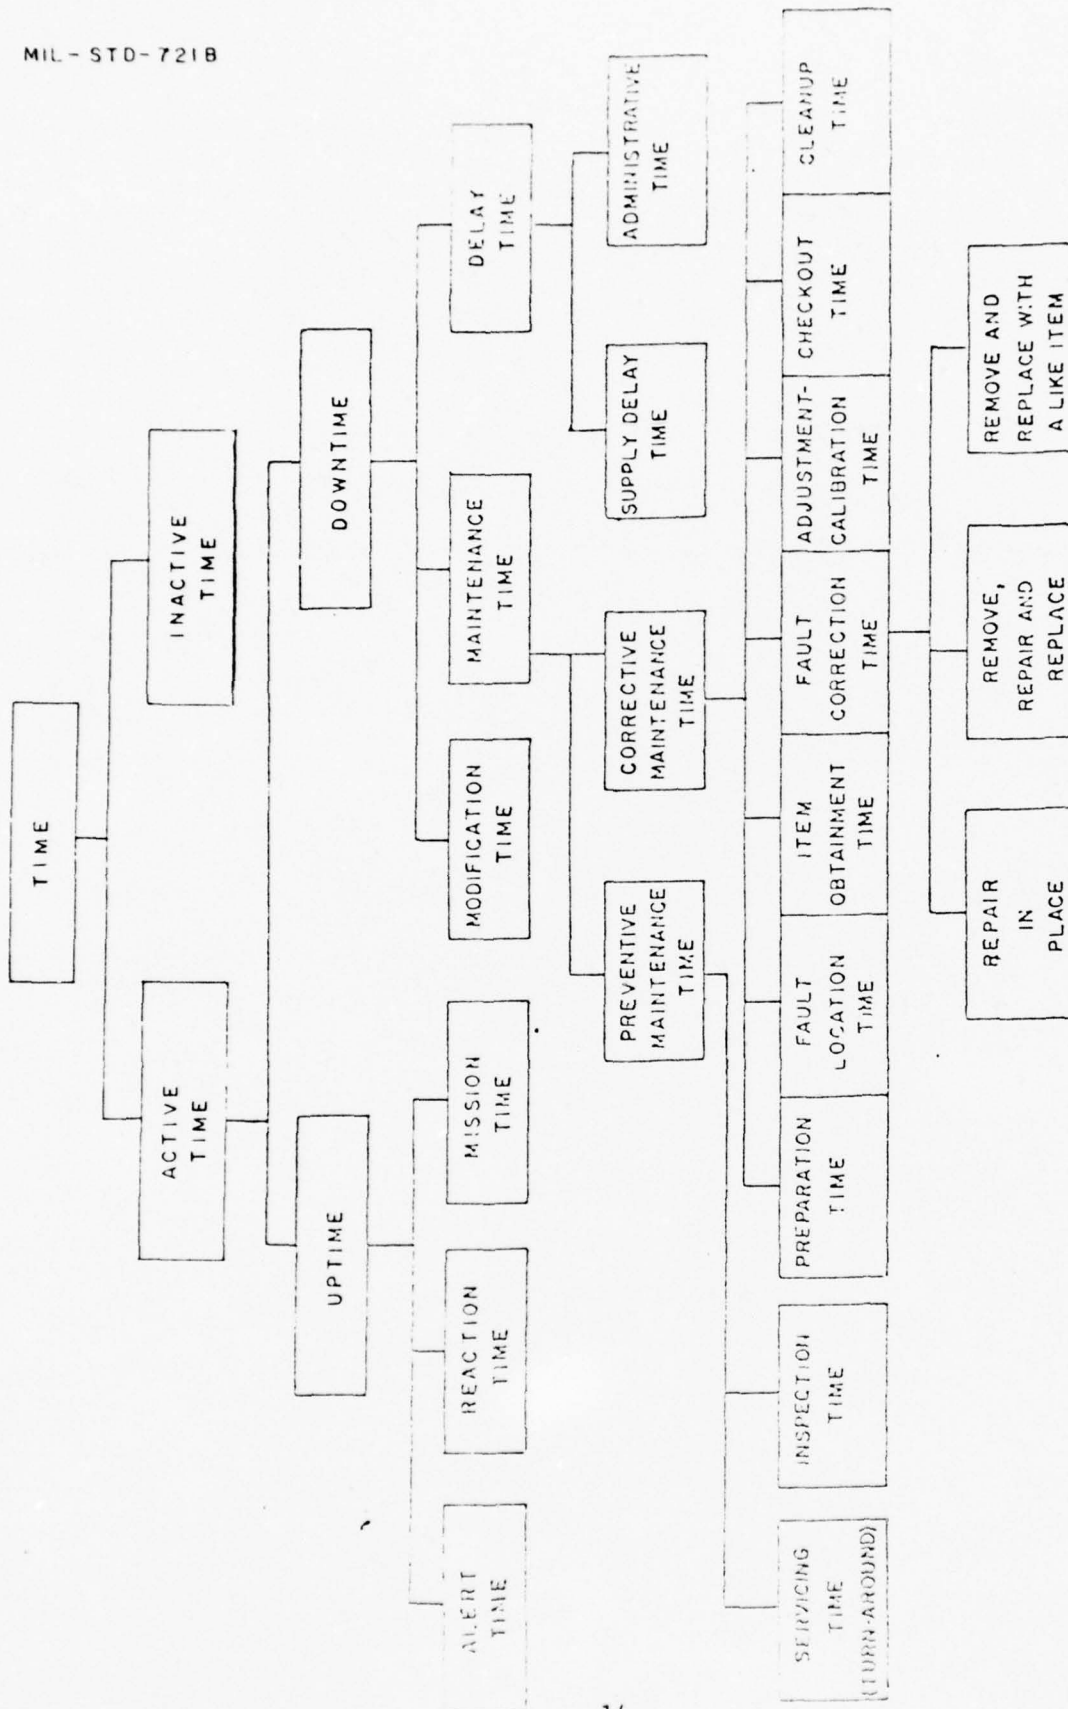 MIL-STD-721B
TIME
ACTIVE
TIME
INACTIVE
TIME
UPTIME
DOWNTIME
ALERT
TIME
REACTION
TIME
MISSION
TIME
MODIFICATION
TIME
MAINTENANCE
TIME
DELAY
TIME
PREVENTIVE
MAINTENANCE
TIME
CORRECTIVE
MAINTENANCE
TIME
SUPPLY DELAY
TIME
ADMINISTRATIVE
TIME
SERVICING
TIME
(TURN-AROUND)
INSPECTION
TIME
PREPARATION
TIME
FAULT
LOCATION
TIME
ITEM
OBTAINMENT
TIME
FAULT
CORRECTION
TIME
ADJUSTMENT-
CALIBRATION
TIME
CHECKOUT
TIME
CLEANUP
TIME
REPAIR
IN
PLACE
REMOVE,
REPAIR AND
REPLACE
REMOVE AND
REPLACE WITH
A LIKE ITEM